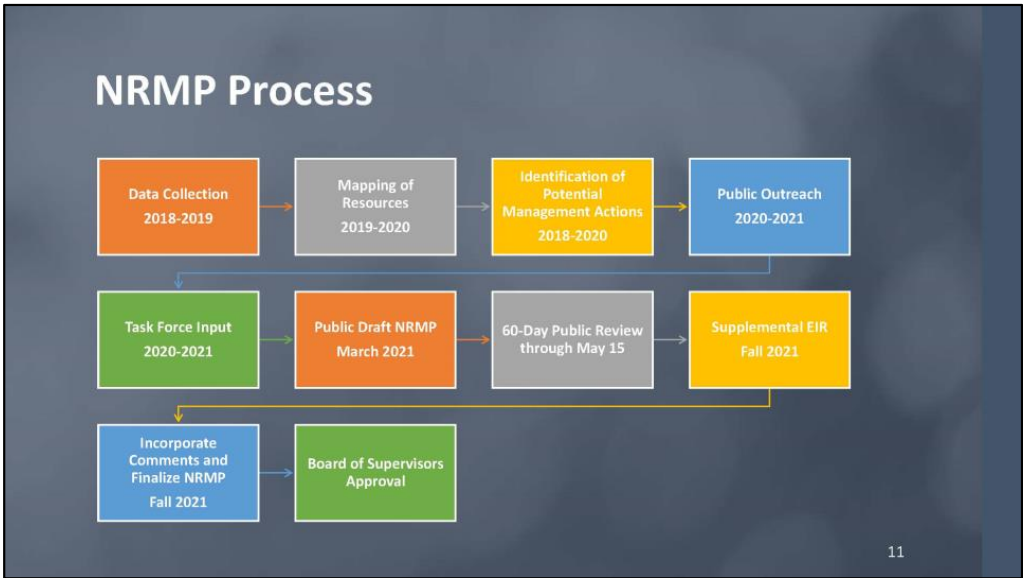 NRMP Process
Data Collection
2018-2019
Mapping of
Resources
2019-2020
Identification of
Potential
Management Actions
2018-2020
Public Outreach
2020-2021
Task Force Input
2020-2021
Public Draft NRMP
March 2021
60-Day Public Review
through May 15
Supplemental EIR
Fall 2021
Incorporate
Comments and
Finalize NRMP
Fall 2021
Board of Supervisors
Approval
11